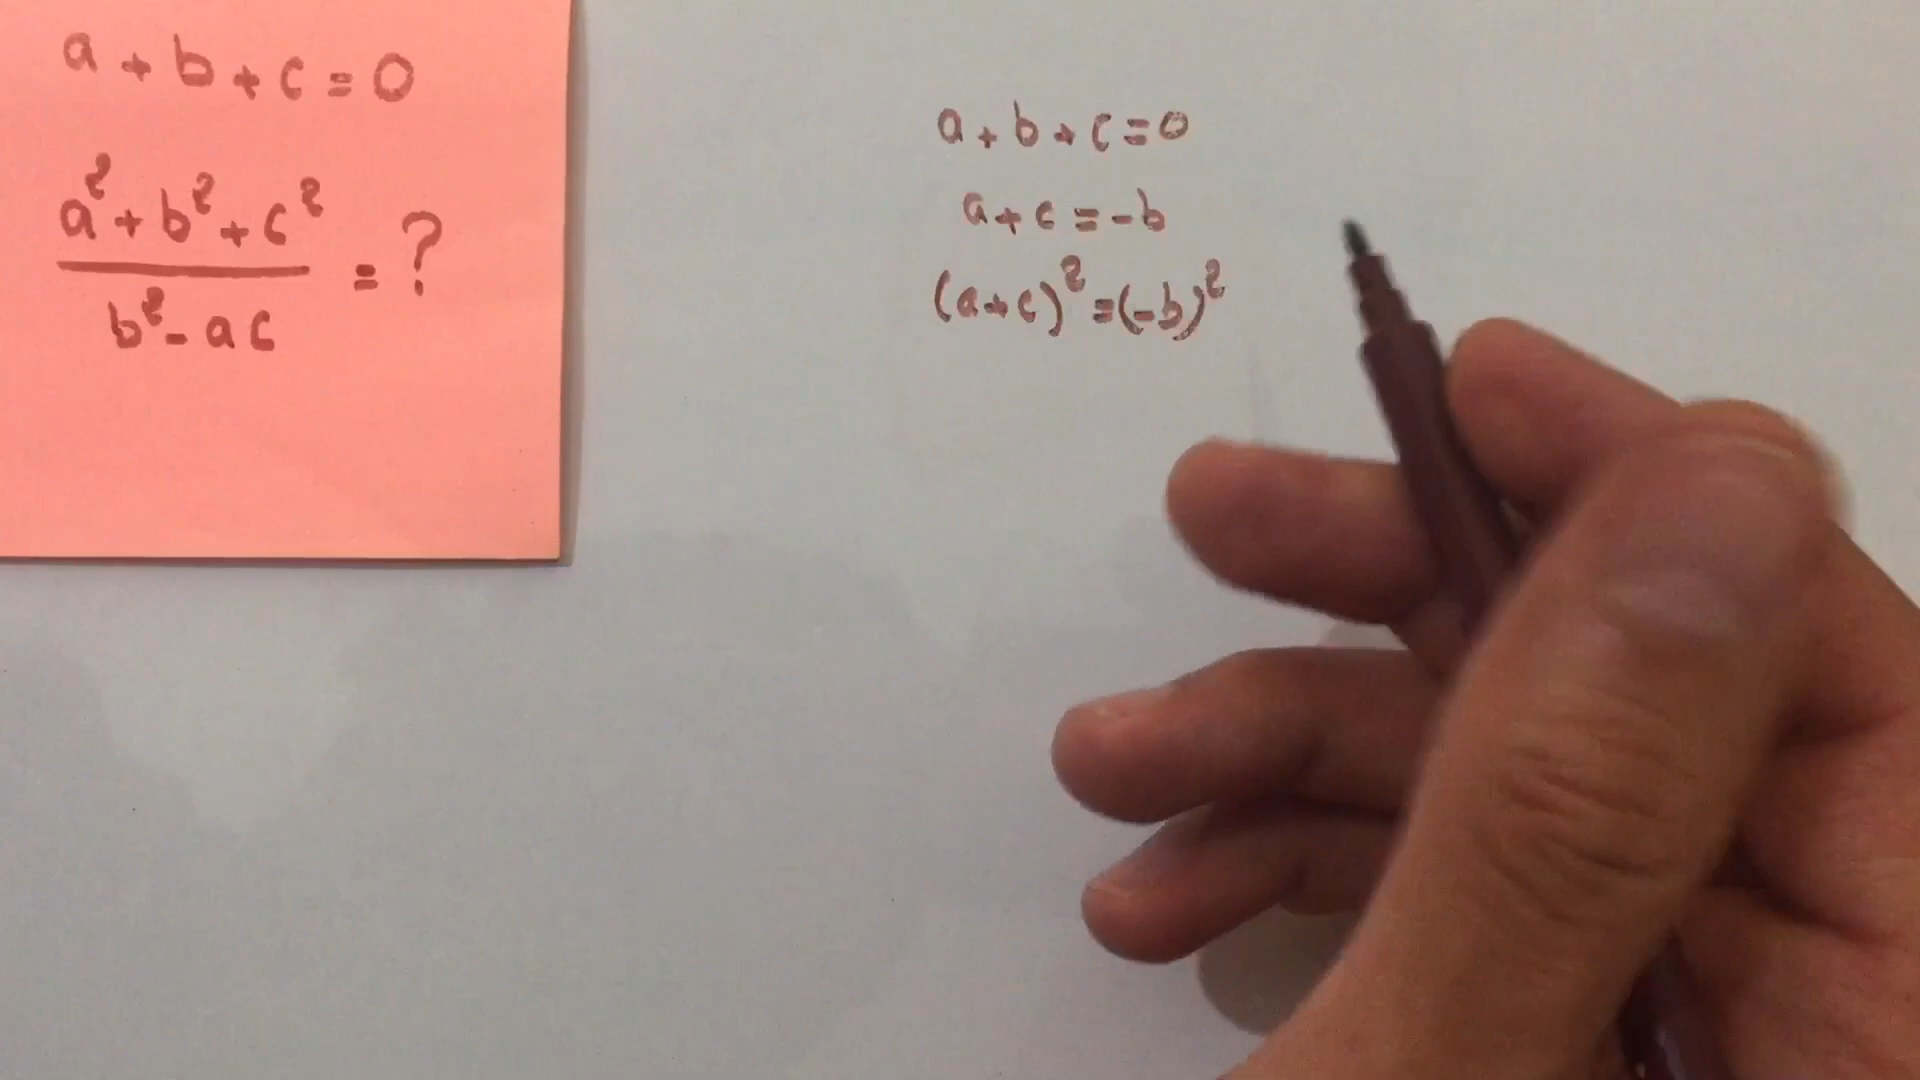 a + b + c = 0
a² + b² + c²
b² - ac
= ?
a + b + c = 0
a + c = -b
(a + c)² = (-b)²